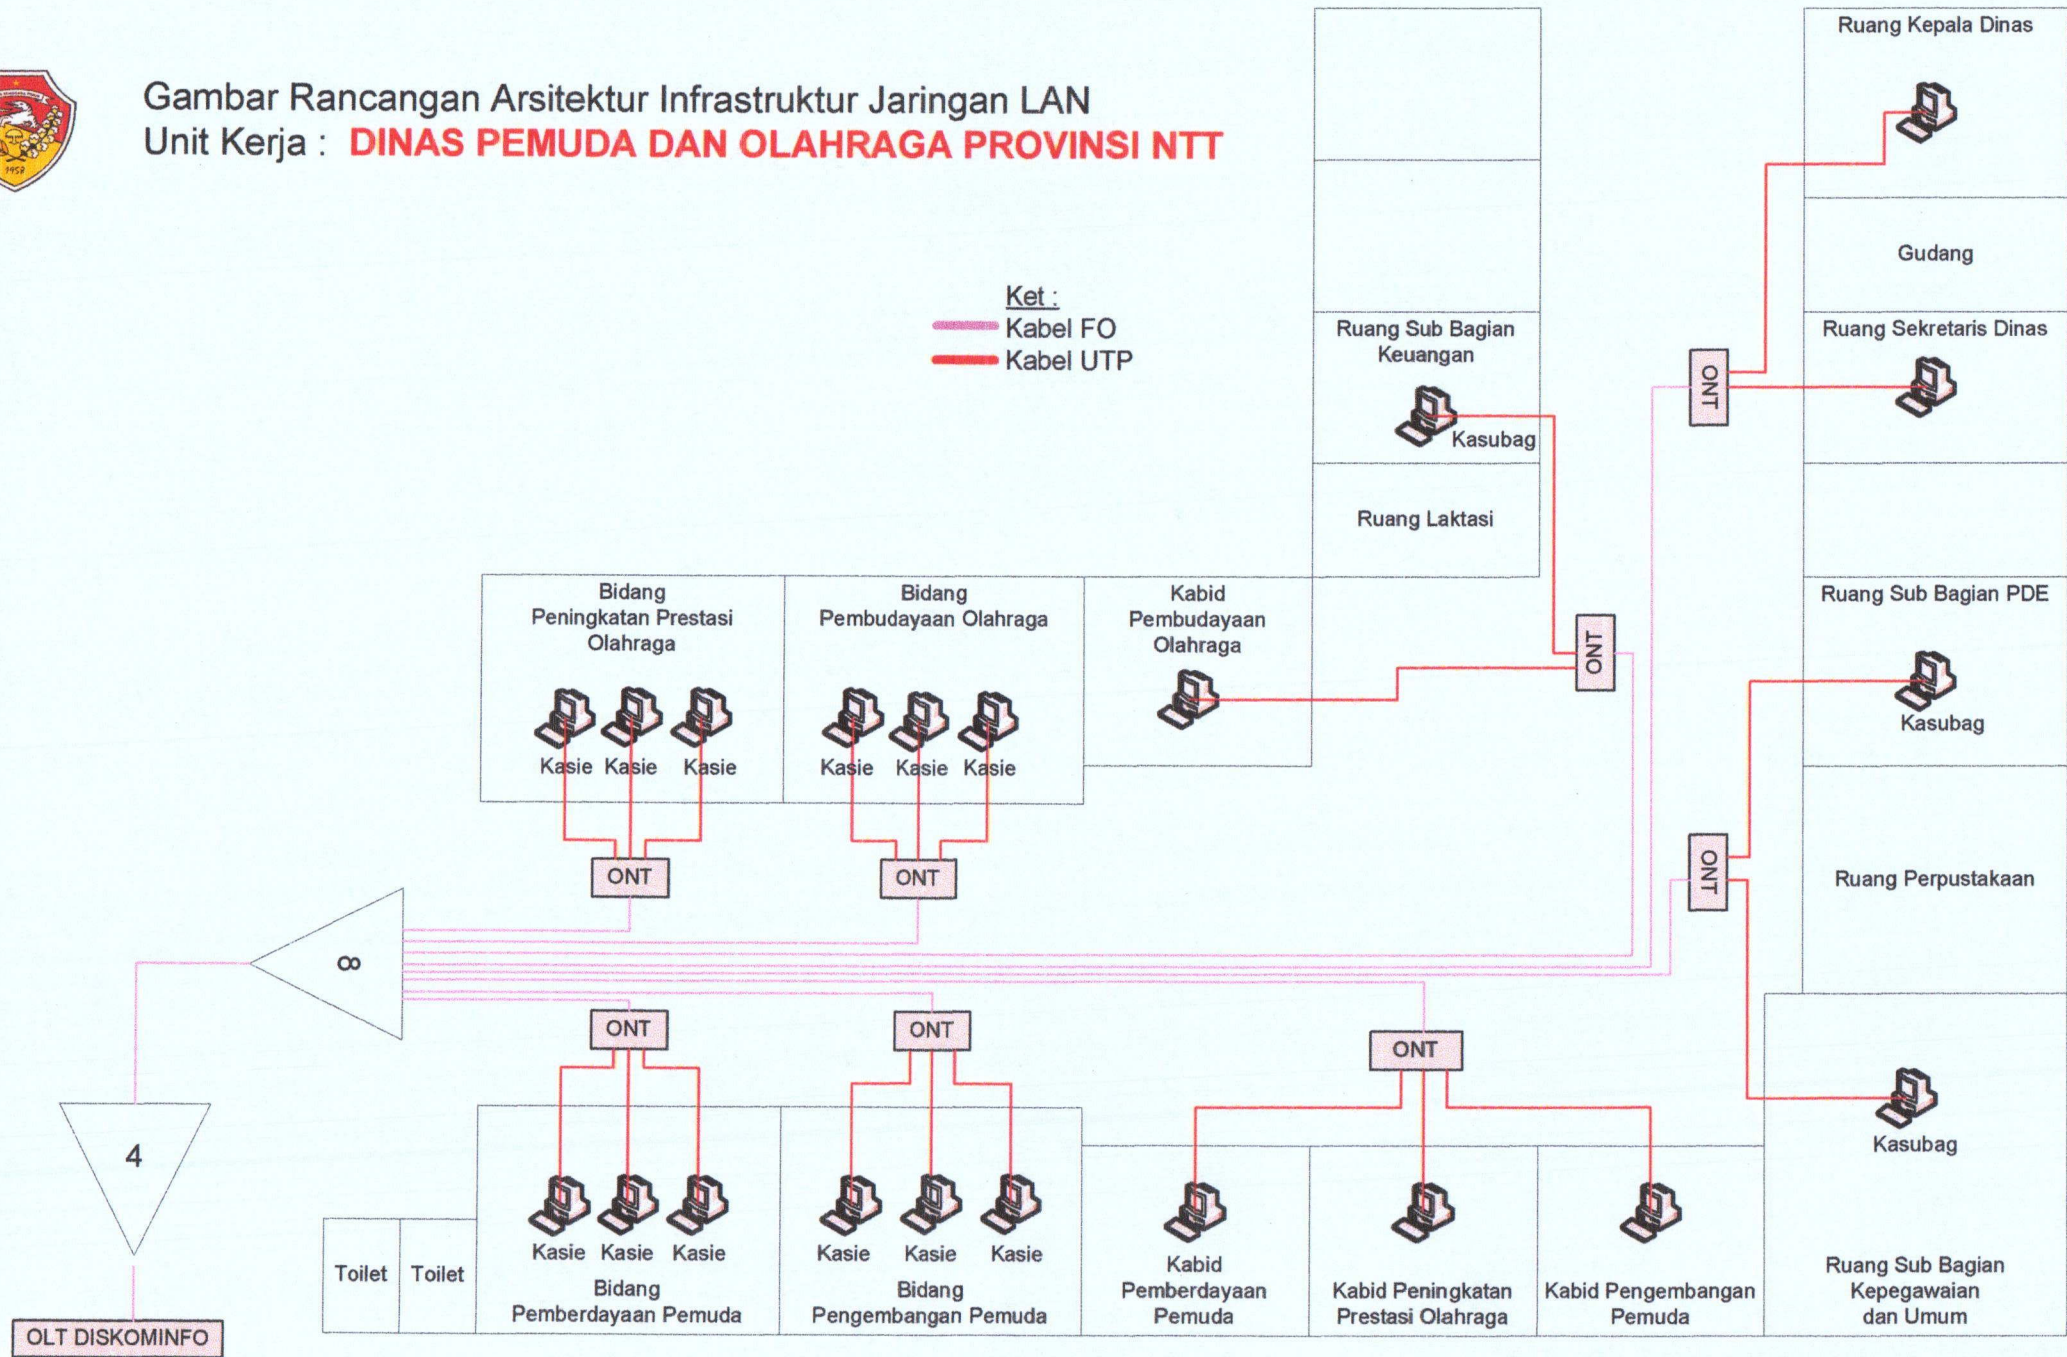 Gambar Rancangan Arsitektur Infrastruktur Jaringan LAN
Unit Kerja : DINAS PEMUDA DAN OLAHRAGA PROVINSI NTT
1958
Ket :
Kabel FO
Kabel UTP
Ruang Kepala Dinas
Gudang
Ruang Sub Bagian
Keuangan
Kasubag
Ruang Sekretaris Dinas
ONT
Ruang Laktasi
Bidang
Peningkatan Prestasi
Olahraga
Kasie Kasie Kasie
ONT
Bidang
Pembudayaan Olahraga
Kasie Kasie Kasie
ONT
Kabid
Pembudayaan
Olahraga
ONT
Ruang Sub Bagian PDE
Kasubag
ONT
Ruang Perpustakaan
8
4
OLT DISKOMINFO
ONT
ONT
ONT
Toilet
Toilet
Kasie Kasie Kasie
Bidang
Pemberdayaan Pemuda
Kasie Kasie Kasie
Bidang
Pengembangan Pemuda
Kabid
Pemberdayaan
Pemuda
Kabid Peningkatan
Prestasi Olahraga
Kabid Pengembangan
Pemuda
Kasubag
Ruang Sub Bagian
Kepegawaian
dan Umum